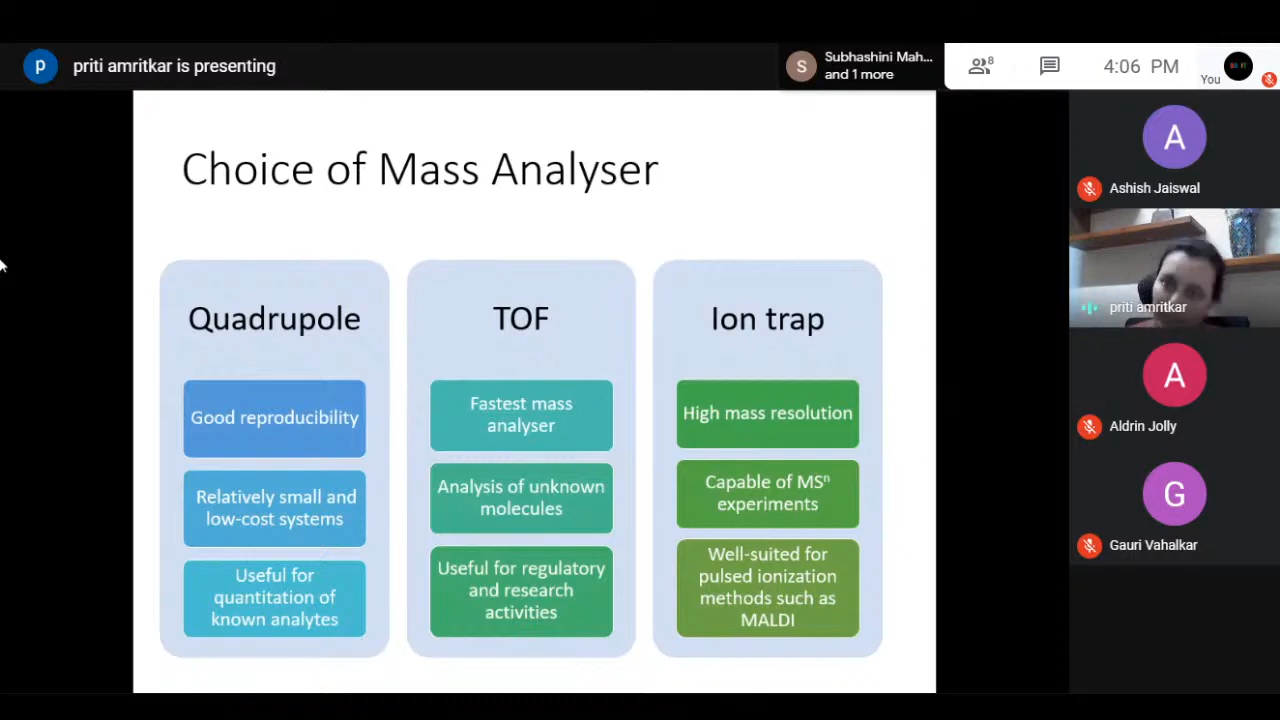 p
priti amritkar is presenting
S
Subhashini Mah...
and 1 more
8
4:06 PM
You
Choice of Mass Analyser
Quadrupole
Good reproducibility
Relatively small and
low-cost systems
Useful for
quantitation of
known analytes
TOF
Fastest mass
analyser
Analysis of unknown
molecules
Useful for regulatory
and research
activities
Ion trap
High mass resolution
Capable of MSⁿ
experiments
Well-suited for
pulsed ionization
methods such as
MALDI
A
Ashish Jaiswal
priti amritkar
A
Aldrin Jolly
G
Gauri Vahalkar